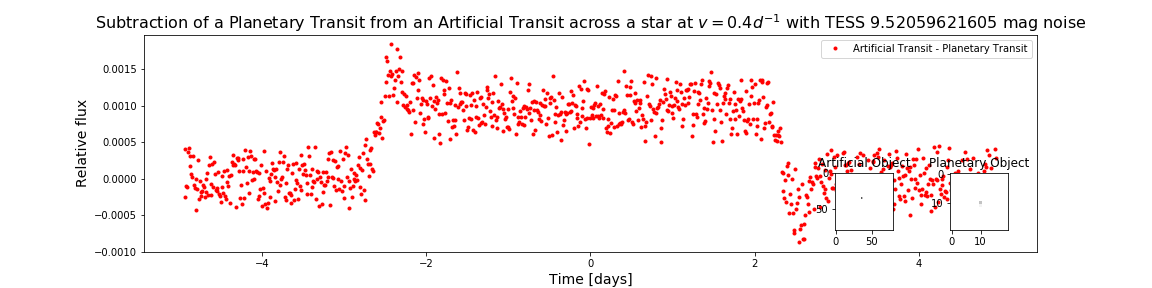 Subtraction of a Planetary Transit from an Artificial Transit across a star at v = 0.4d⁻¹ with TESS 9.52059621605 mag noise
Artificial Transit - Planetary Transit
Relative flux
0.0015
0.0010
0.0005
0.0000
−0.0005
−0.0010
Artificial Object
0
50
0 50
Planetary Object
0
10
0 10
−4 −2 0 2 4
Time [days]